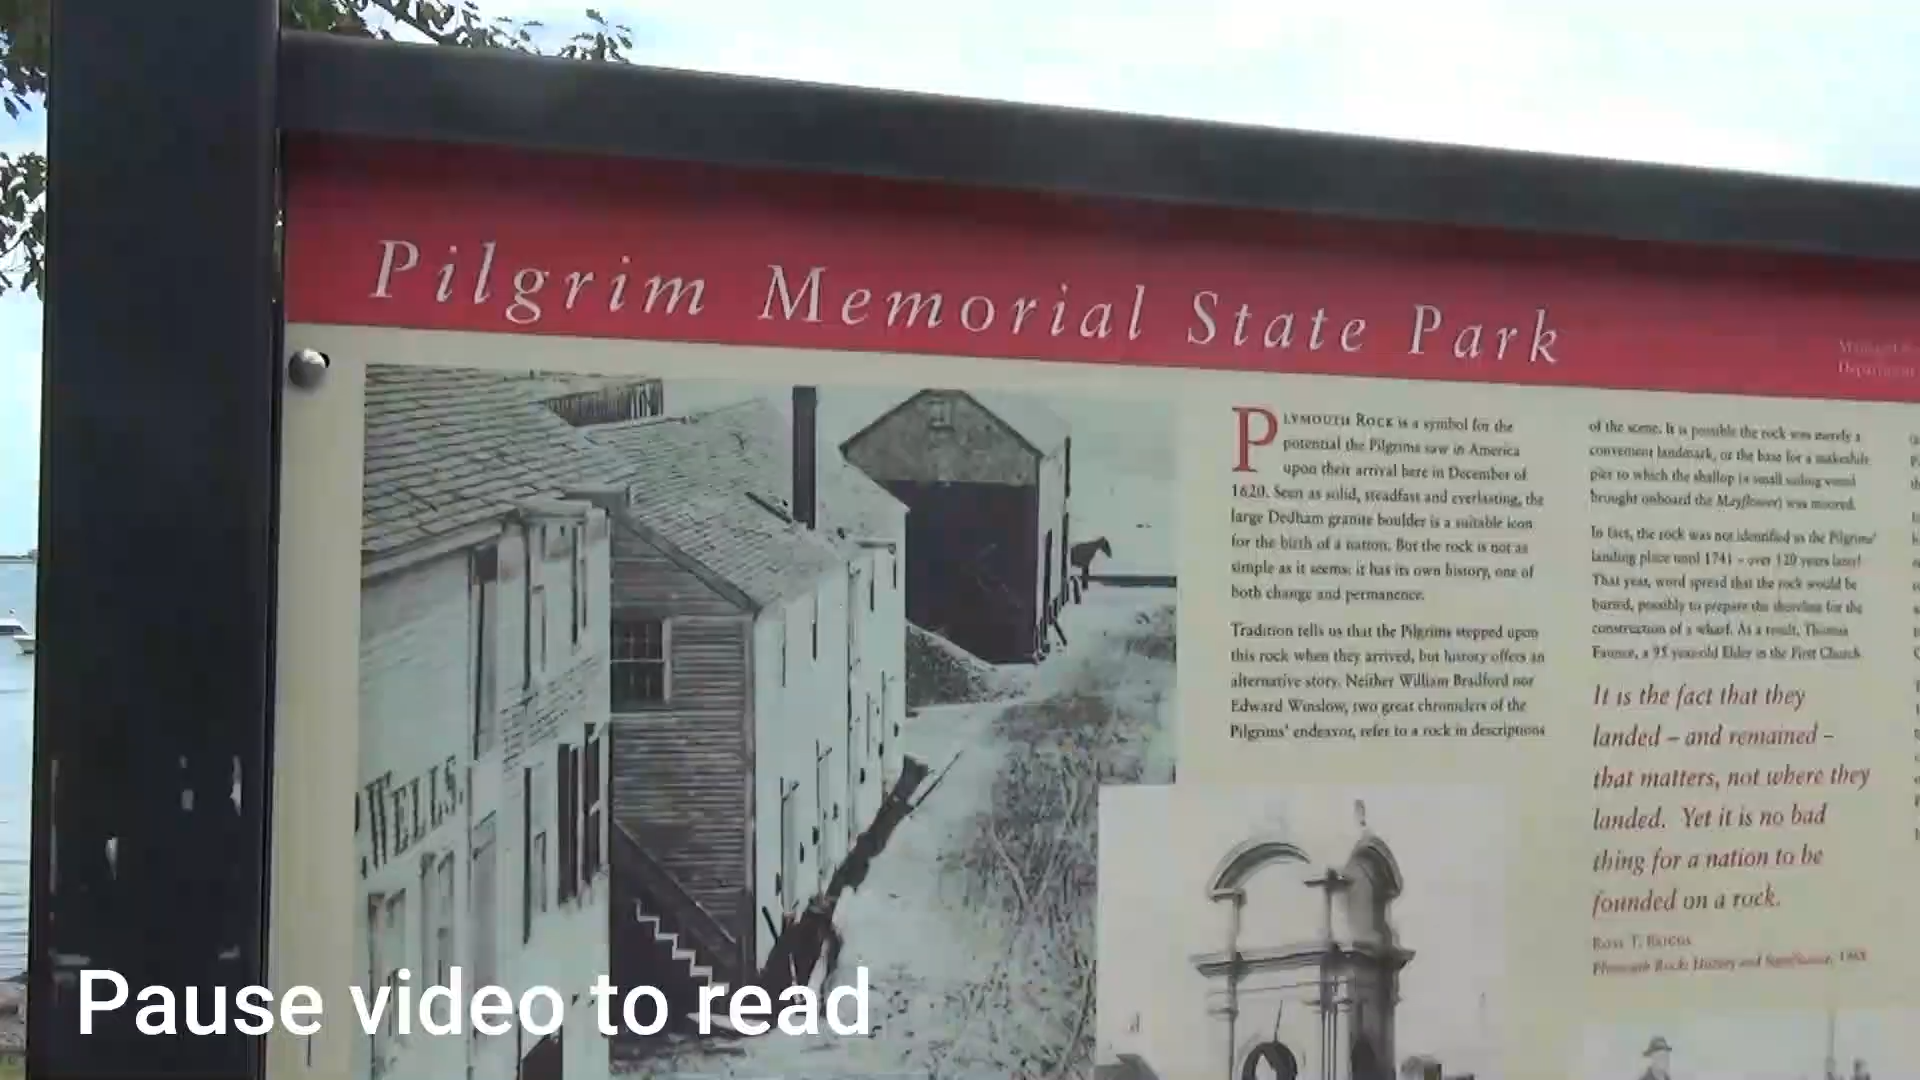 Pilgrim Memorial State Park
PLYMOUTH ROCK is a symbol for the
potential the Pilgrims saw in America
upon their arrival here in December of
1620. Seen as solid, steadfast and everlasting, the
large Dedham granite boulder is a suitable icon
for the birth of a nation. But the rock is not as
simple as it seems: it has its own history, one of
both change and permanence.
Tradition tells us that the Pilgrims stepped upon
this rock when they arrived, but history offers an
alternative story. Neither William Bradford nor
Edward Winslow, two great chroniclers of the
Pilgrims' endeavor, refer to a rock in descriptions
of the scene. It is possible the rock was merely a
convenient landmark, or the base for a makeshift
pier to which the shallop (a small sailing vessel
brought onboard the Mayflower) was moored.
In fact, the rock was not identified as the Pilgrims'
landing place until 1741 – over 120 years later!
That year, word spread that the rock would be
buried, possibly to prepare the shoreline for the
construction of a wharf. As a result, Thomas
Faunce, a 95 year-old Elder in the First Church
It is the fact that they
landed – and remained –
that matters, not where they
landed. Yet it is no bad
thing for a nation to be
founded on a rock.
Plymouth Rock: History and Significance, 1968
WELLS.
Pause video to read